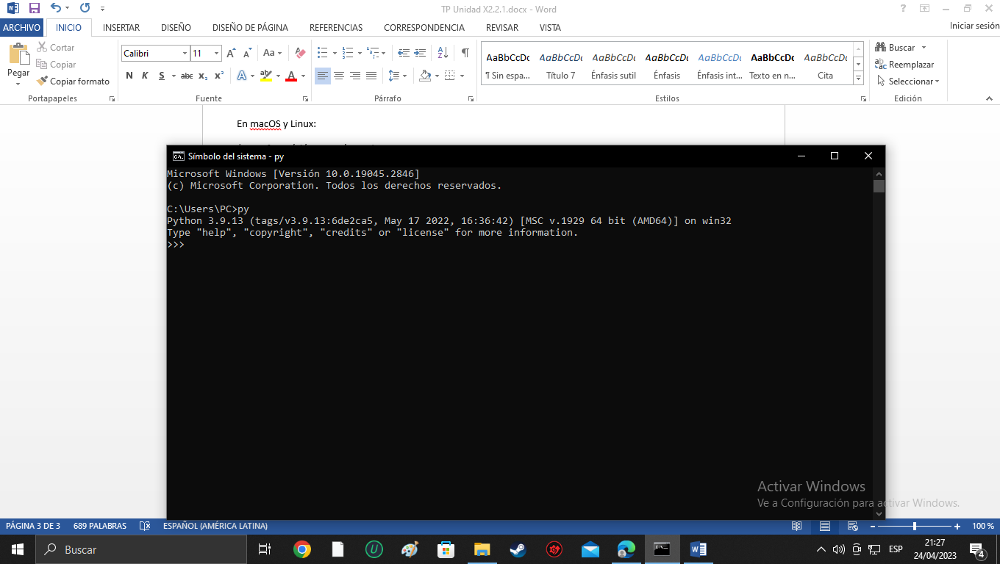 TP Unidad X2.2.1.docx - Word
ARCHIVO INICIO INSERTAR DISEÑO DISEÑO DE PÁGINA REFERENCIAS CORRESPONDENCIA REVISAR VISTA Iniciar sesión
Pegar
Cortar
Copiar
Copiar formato
Portapapeles
Calibri 11
N K S abc x₂ x²
Fuente
Párrafo
AaBbCcDc AaBbCcDc AaBbCcDc AaBbCcDc AaBbCcDc AaBbCcDc AaBbCcDc
¶ Sin espa... Título 7 Énfasis sutil Énfasis Énfasis int... Texto en n... Cita
Estilos
Buscar
Reemplazar
Seleccionar
Edición
En macOS y Linux:
Símbolo del sistema - py
Microsoft Windows [Versión 10.0.19045.2846]
(c) Microsoft Corporation. Todos los derechos reservados.
C:\Users\PC>py
Python 3.9.13 (tags/v3.9.13:6de2ca5, May 17 2022, 16:36:42) [MSC v.1929 64 bit (AMD64)] on win32
Type "help", "copyright", "credits" or "license" for more information.
>>>
Activar Windows
Ve a Configuración para activar Windows.
PÁGINA 3 DE 3 689 PALABRAS ESPAÑOL (AMÉRICA LATINA) 100 %
Buscar
ESP
21:27
24/04/2023
4